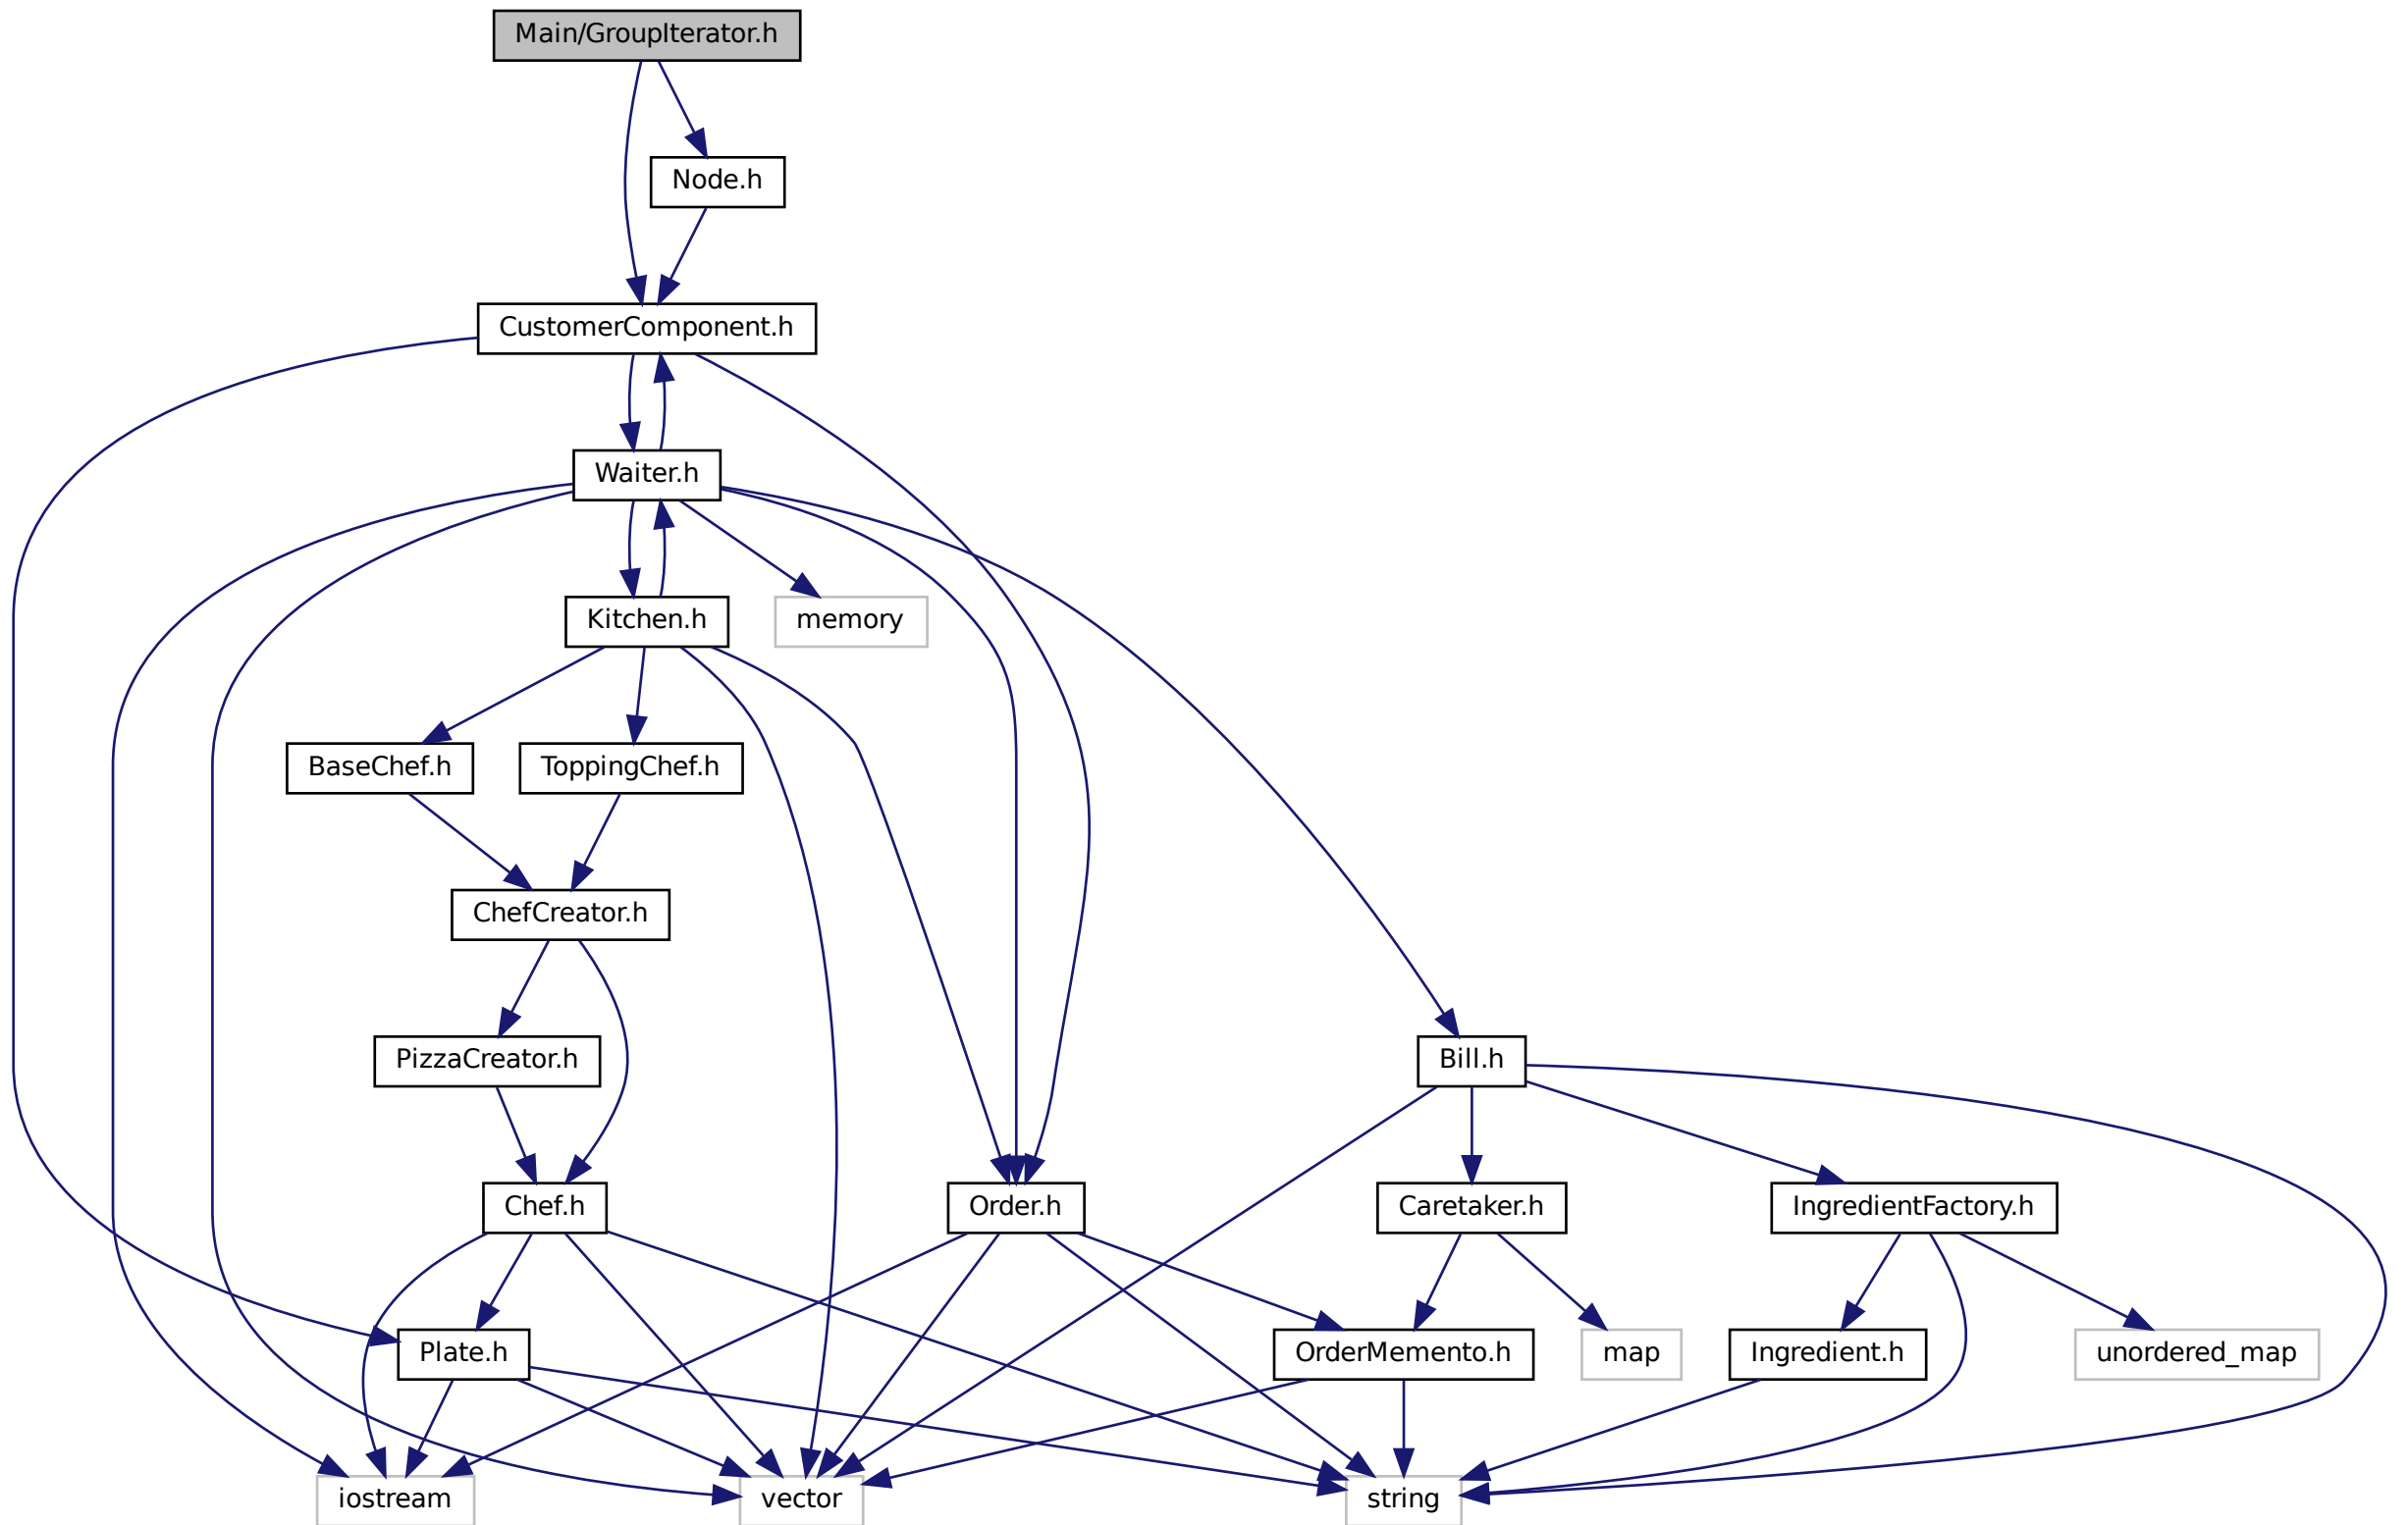 Main/GroupIterator.h
Node.h
CustomerComponent.h
Waiter.h
Kitchen.h
memory
BaseChef.h
ToppingChef.h
ChefCreator.h
PizzaCreator.h
Bill.h
Chef.h
Order.h
Caretaker.h
IngredientFactory.h
Plate.h
OrderMemento.h
map
Ingredient.h
unordered_map
iostream
vector
string